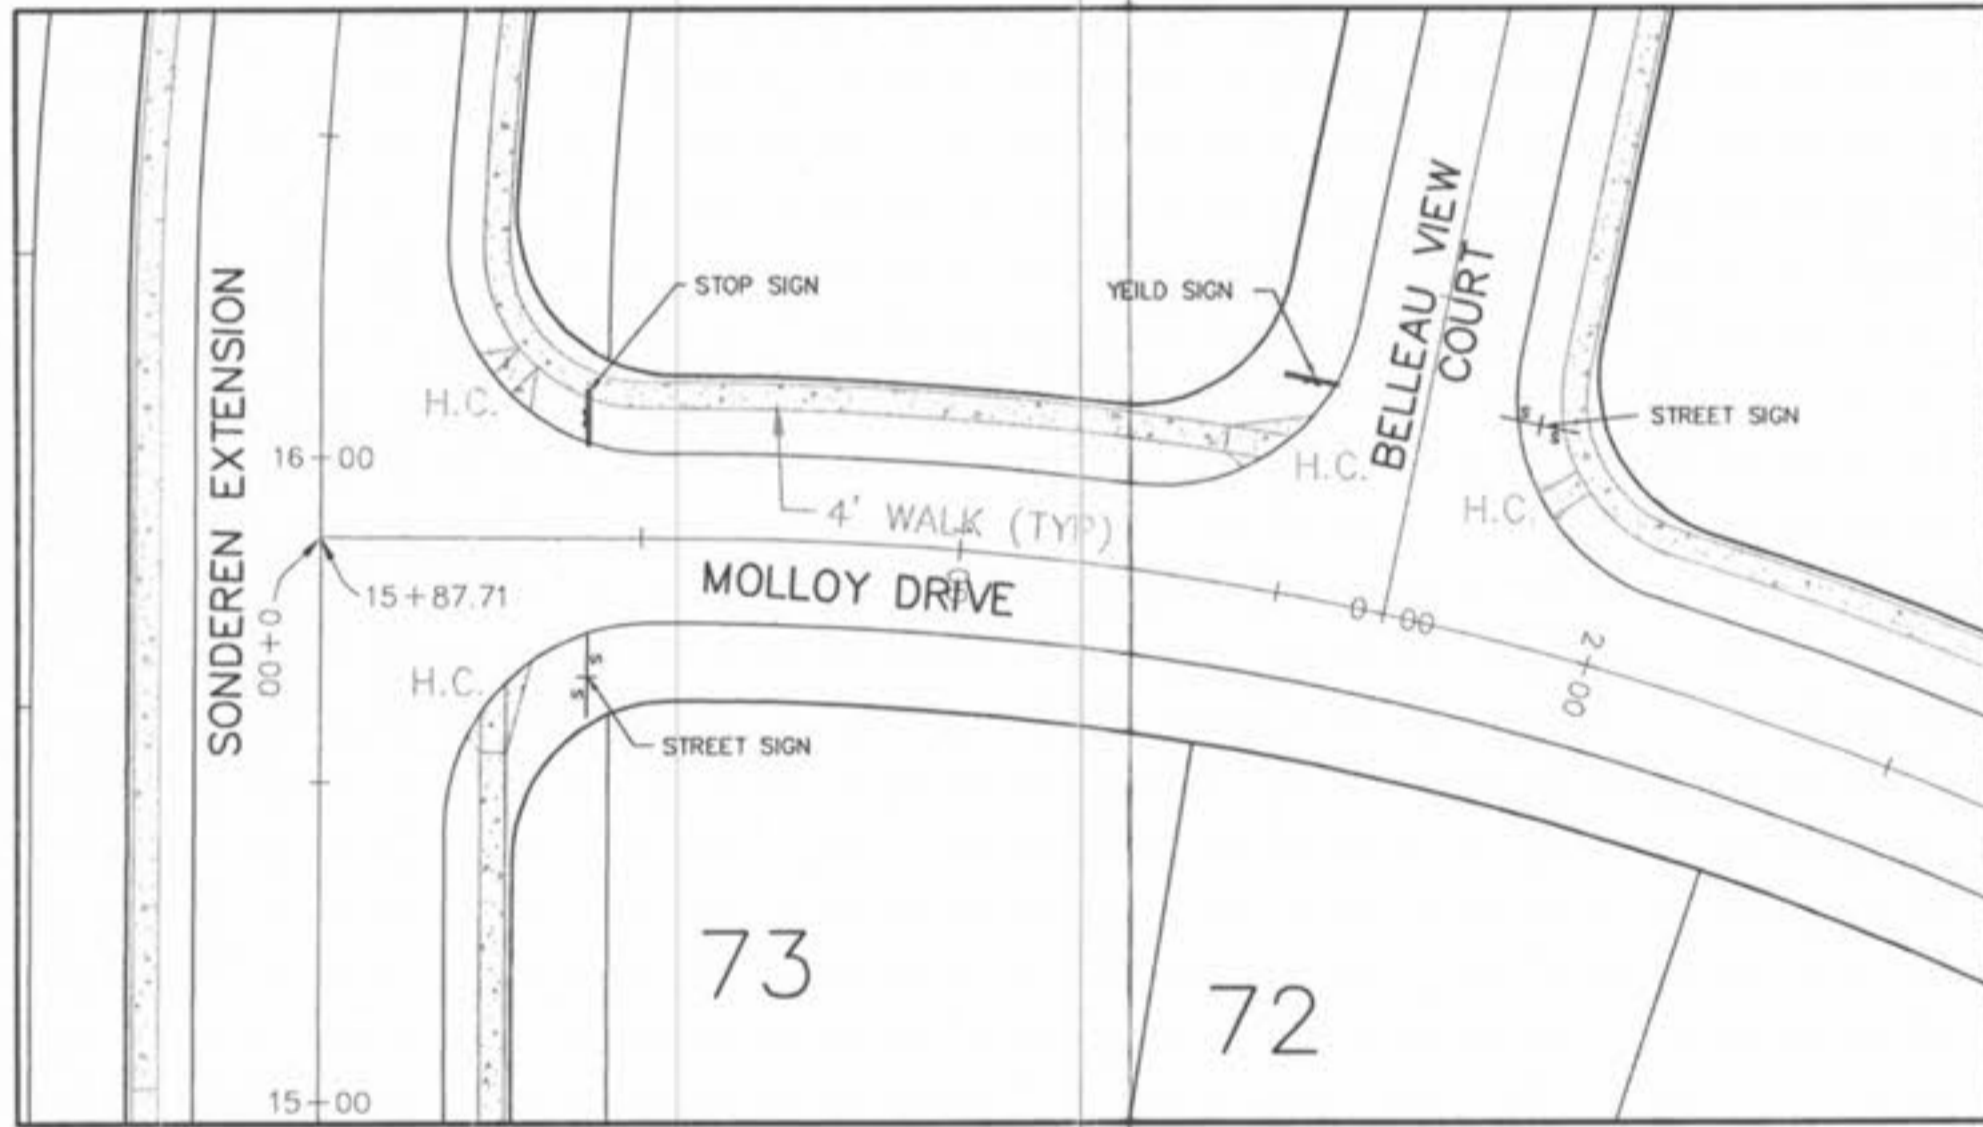 STOP SIGN
YEILD SIGN
BELLEAU VIEW
COURT
SONDEREN EXTENSION
H.C.
STREET SIGN
16+00
H.C.
H.C.
4' WALK (TYP)
15+87.71
0+00
MOLLOY DRIVE
0+00
2+00
H.C.
S
S
STREET SIGN
73
72
15+00